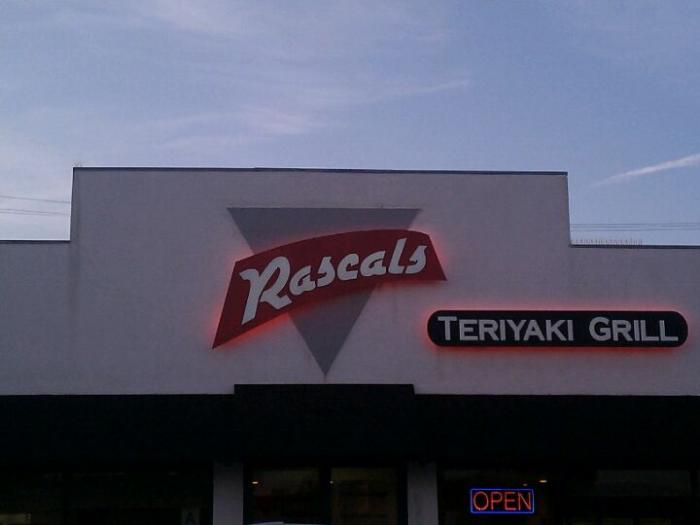 Rascals
TERIYAKI GRILL
OPEN
A